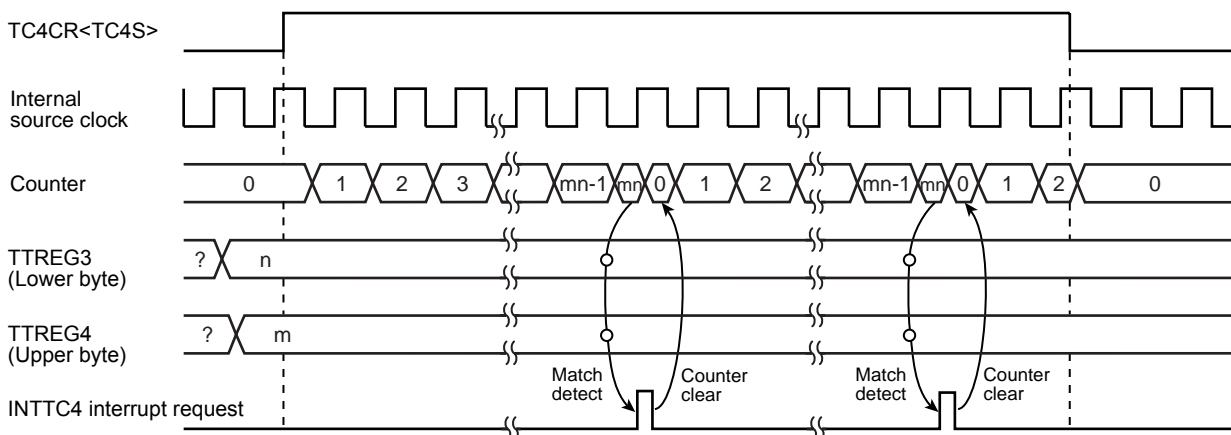 TC4CR<TC4S>
Internal
source clock
Counter
0 1 2 3 mn-1 mn 0 1 2 mn-1 mn 0 1 2 0
TTREG3
(Lower byte)
? n
TTREG4
(Upper byte)
? m
Match
detect
Counter
clear
Match
detect
Counter
clear
INTTC4 interrupt request